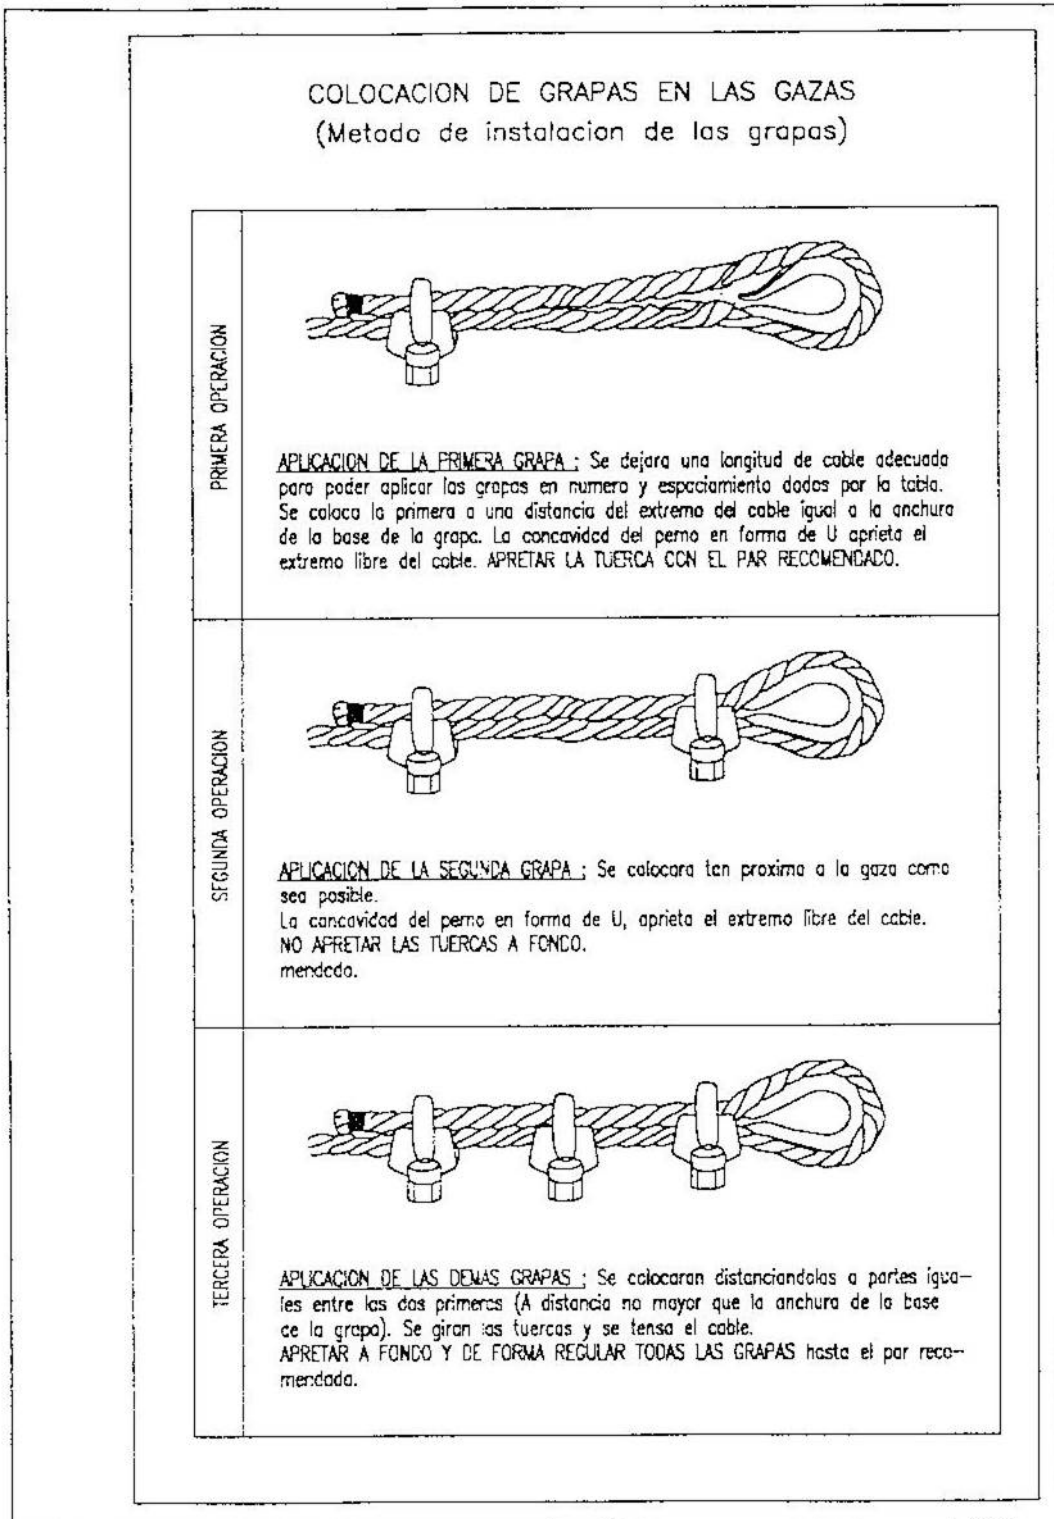 COLOCACION DE GRAPAS EN LAS GAZAS
(Metodo de instalacion de las grapas)
PRIMERA OPERACION
APLICACION DE LA PRIMERA GRAPA : Se dejara una longitud de cable adecuada
para poder aplicar las grapas en numero y espaciamiento dados por la tabla.
Se coloca la primera a una distancia del extremo del cable igual a la anchura
de la base de la grapa. La concavidad del perno en forma de U aprieta el
extremo libre del cable. APRETAR LA TUERCA CON EL PAR RECOMENDADO.
SEGUNDA OPERACION
APLICACION DE LA SEGUNDA GRAPA : Se colocara tan proximo a la gaza como
sea posible.
La concavidad del perno en forma de U, aprieta el extremo libre del cable.
NO APRETAR LAS TUERCAS A FONDO.
mendado.
TERCERA OPERACION
APLICACION DE LAS DEMAS GRAPAS : Se colocaran distanciandolas a partes igua-
les entre las dos primeras (A distancia no mayor que la anchura de la base
de la grapa). Se giran las tuercas y se tensa el cable.
APRETAR A FONDO Y DE FORMA REGULAR TODAS LAS GRAPAS hasta el par reco-
mendado.